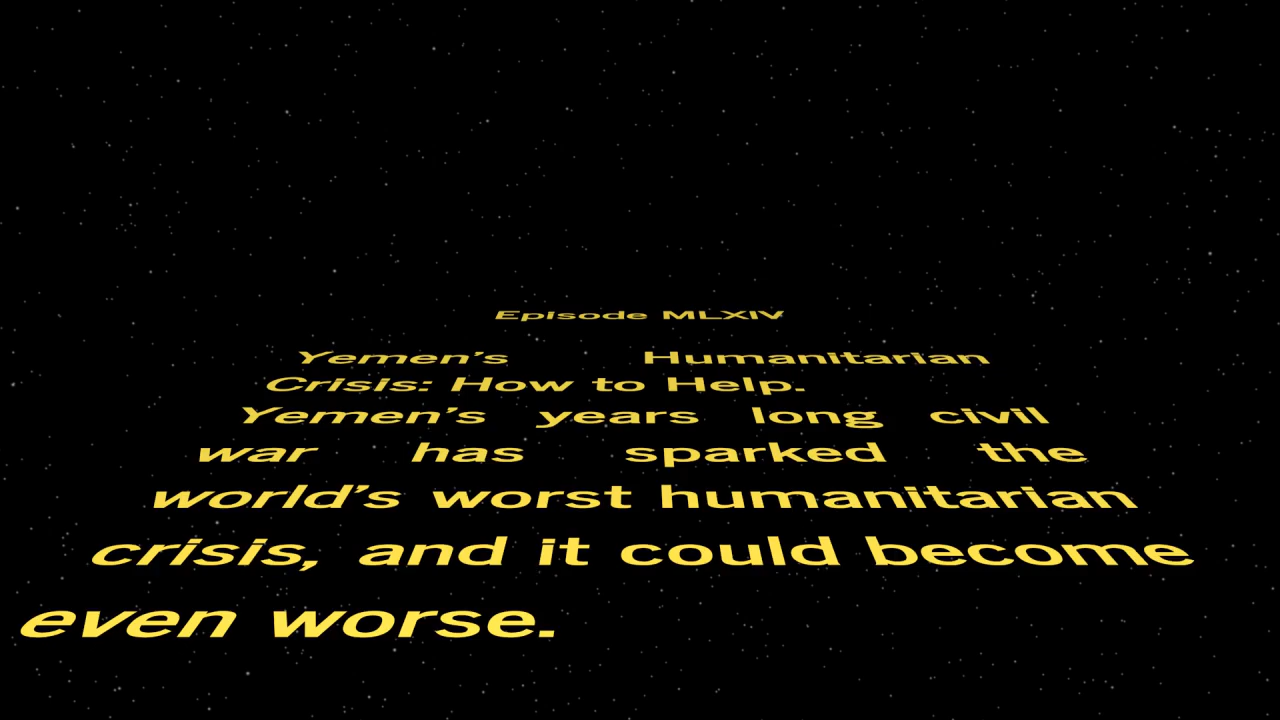 Episode MLXIV
Yemen’s Humanitarian
Crisis: How to Help.
Yemen’s years long civil
war has sparked the
world’s worst humanitarian
crisis, and it could become
even worse.